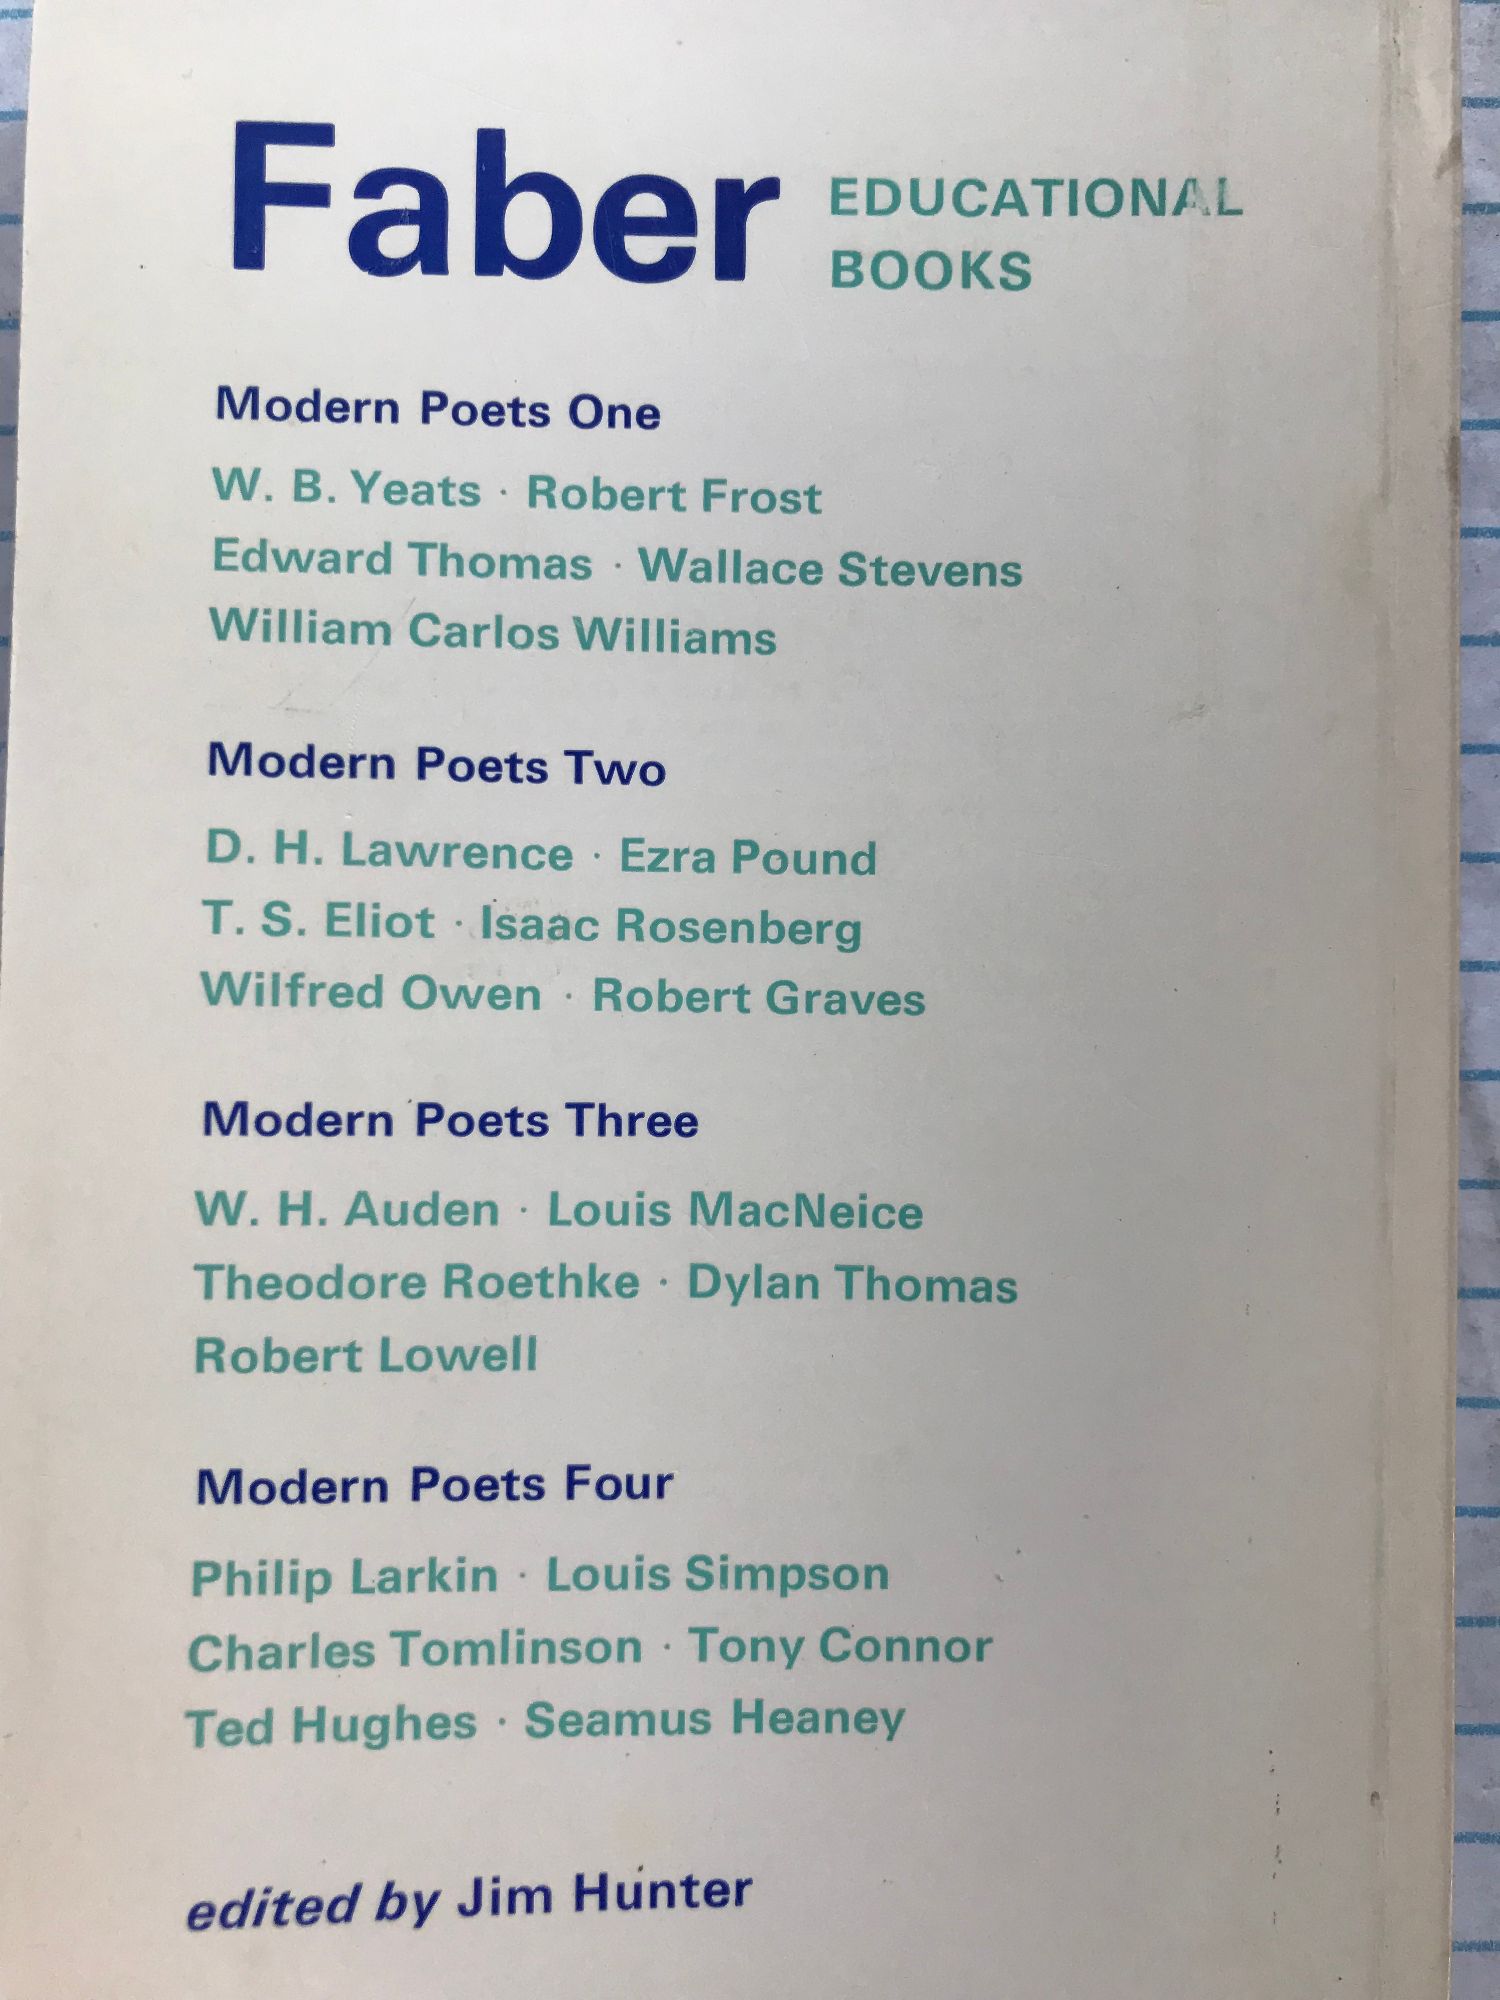 Faber EDUCATIONAL
BOOKS
Modern Poets One
W. B. Yeats · Robert Frost
Edward Thomas · Wallace Stevens
William Carlos Williams
Modern Poets Two
D. H. Lawrence · Ezra Pound
T. S. Eliot · Isaac Rosenberg
Wilfred Owen · Robert Graves
Modern Poets Three
W. H. Auden · Louis MacNeice
Theodore Roethke · Dylan Thomas
Robert Lowell
Modern Poets Four
Philip Larkin · Louis Simpson
Charles Tomlinson · Tony Connor
Ted Hughes · Seamus Heaney
edited by Jim Hunter